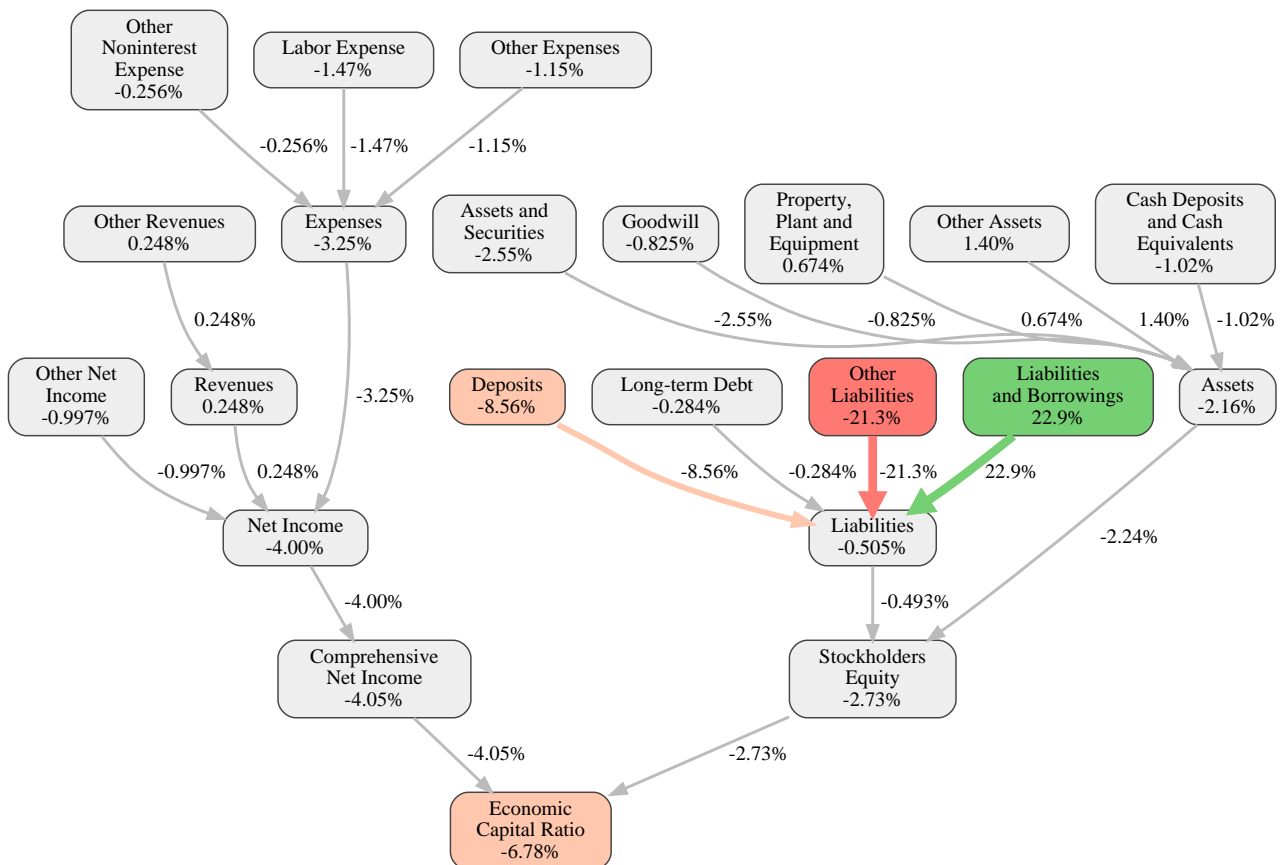 Other
Noninterest
Expense
-0.256%
Labor Expense
-1.47%
Other Expenses
-1.15%
-0.256%
-1.47%
-1.15%
Other Revenues
0.248%
Expenses
-3.25%
Assets and
Securities
-2.55%
Goodwill
-0.825%
Property,
Plant and
Equipment
0.674%
Other Assets
1.40%
Cash Deposits
and Cash
Equivalents
-1.02%
0.248%
-2.55%
-0.825%
0.674%
1.40%
-1.02%
Other Net
Income
-0.997%
Revenues
0.248%
-3.25%
Deposits
-8.56%
Long-term Debt
-0.284%
Other
Liabilities
-21.3%
Liabilities
and Borrowings
22.9%
Assets
-2.16%
-0.997%
0.248%
-8.56%
-0.284%
-21.3%
22.9%
Net Income
-4.00%
Liabilities
-0.505%
-2.24%
-4.00%
-0.493%
Comprehensive
Net Income
-4.05%
Stockholders
Equity
-2.73%
-4.05%
-2.73%
Economic
Capital Ratio
-6.78%